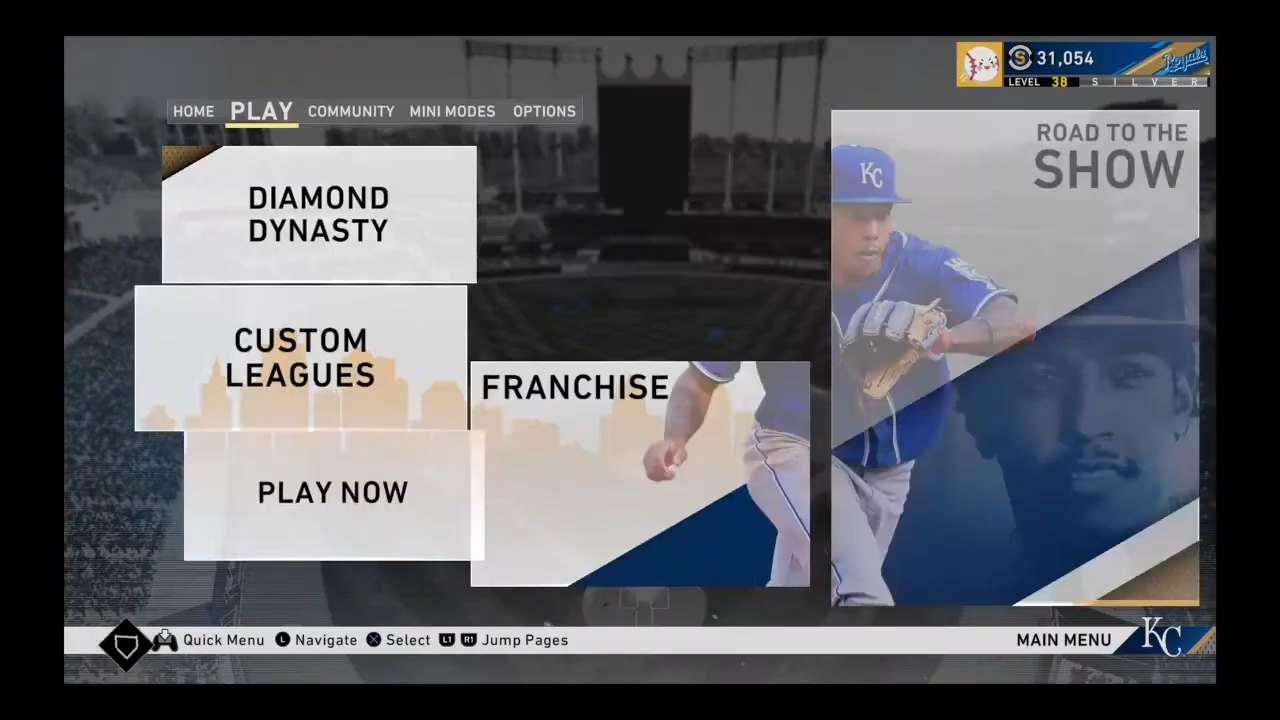 S 31,054
Royals
LEVEL 38 SILVER
HOME PLAY COMMUNITY MINI MODES OPTIONS
ROAD TO THE
SHOW
KC
DIAMOND
DYNASTY
CUSTOM
LEAGUES
FRANCHISE
PLAY NOW
Quick Menu L Navigate Select L1 R1 Jump Pages
MAIN MENU KC